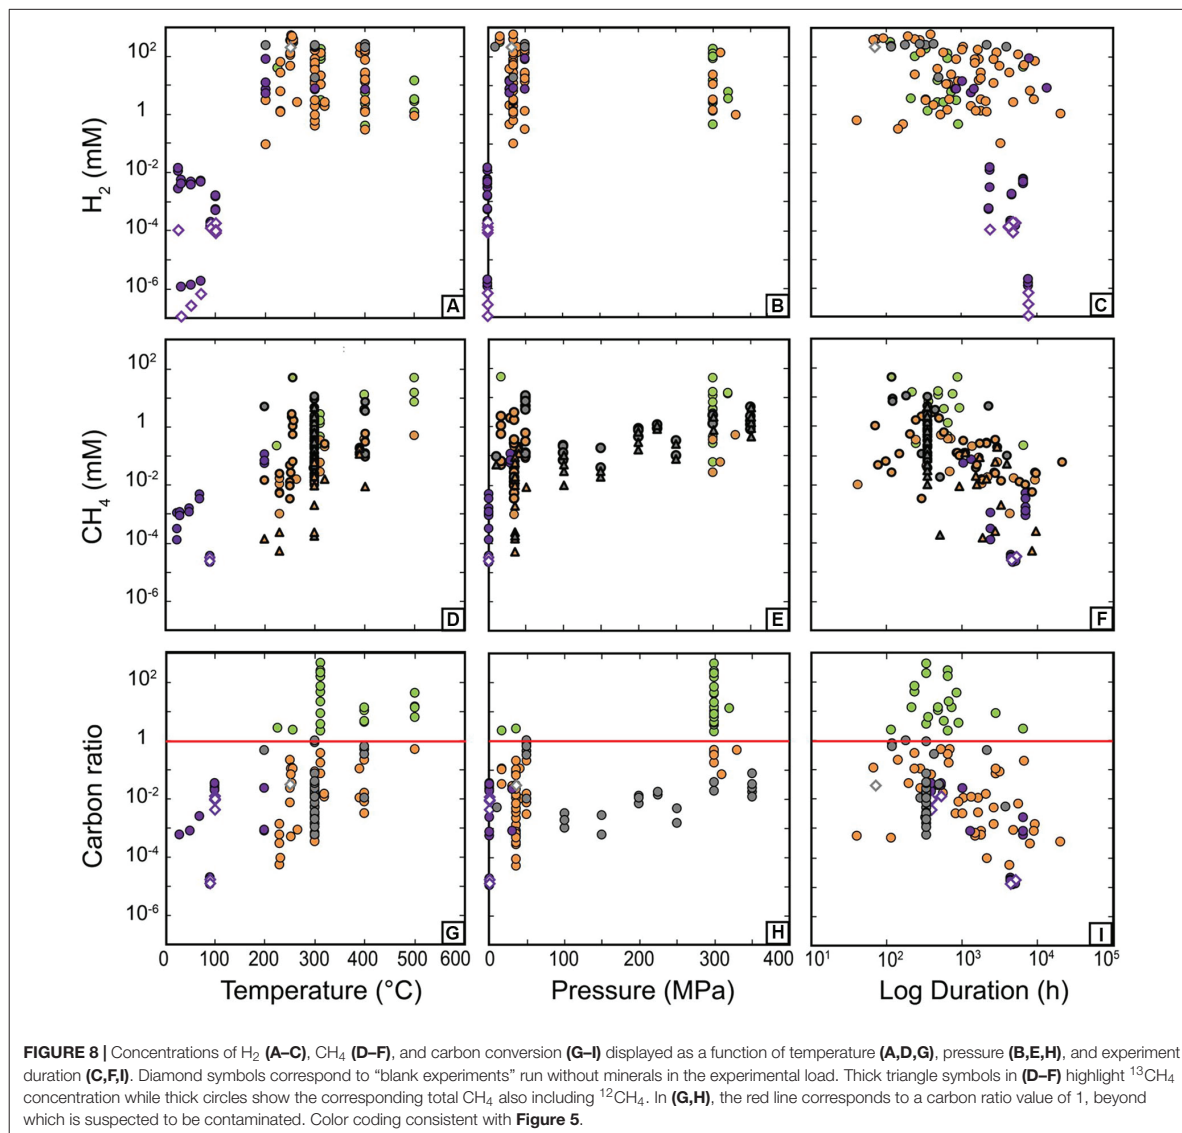 10²
1
10⁻²
10⁻⁴
10⁻⁶
H₂ (mM)
A
B
C
10²
1
10⁻²
10⁻⁴
10⁻⁶
CH₄ (mM)
D
E
F
10²
1
10⁻²
10⁻⁴
10⁻⁶
Carbon ratio
G
H
I
0 100 200 300 400 500 600
0 100 200 300 400
10¹ 10² 10³ 10⁴ 10⁵
Temperature (°C)
Pressure (MPa)
Log Duration (h)
FIGURE 8 | Concentrations of H₂ (A–C), CH₄ (D–F), and carbon conversion (G–I) displayed as a function of temperature (A,D,G), pressure (B,E,H), and experiment
duration (C,F,I). Diamond symbols correspond to “blank experiments” run without minerals in the experimental load. Thick triangle symbols in (D–F) highlight ¹³CH₄
concentration while thick circles show the corresponding total CH₄ also including ¹²CH₄. In (G,H), the red line corresponds to a carbon ratio value of 1, beyond
which is suspected to be contaminated. Color coding consistent with Figure 5.